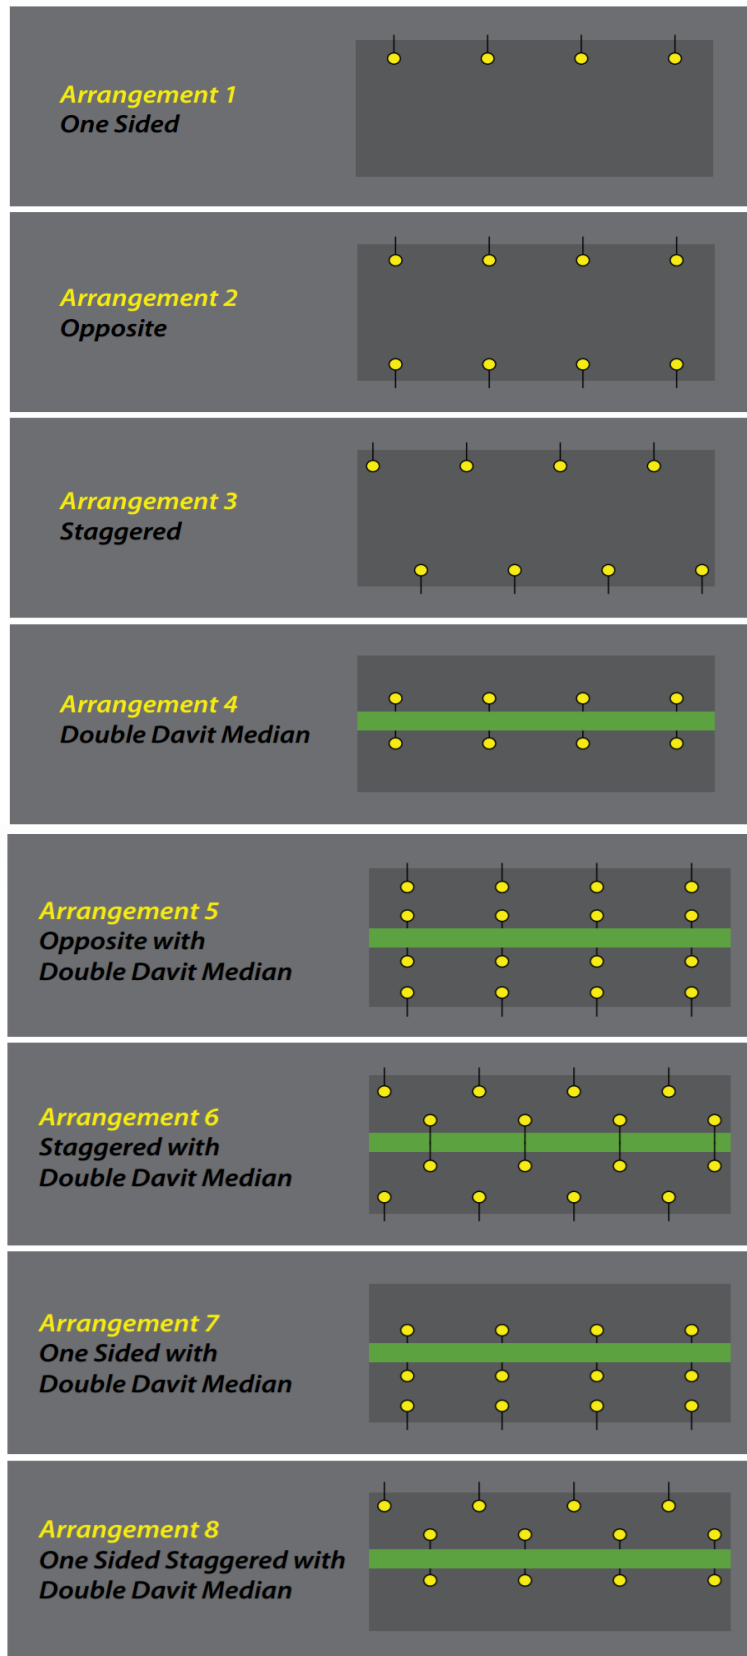 Arrangement 1
One Sided
Arrangement 2
Opposite
Arrangement 3
Staggered
Arrangement 4
Double Davit Median
Arrangement 5
Opposite with
Double Davit Median
Arrangement 6
Staggered with
Double Davit Median
Arrangement 7
One Sided with
Double Davit Median
Arrangement 8
One Sided Staggered with
Double Davit Median